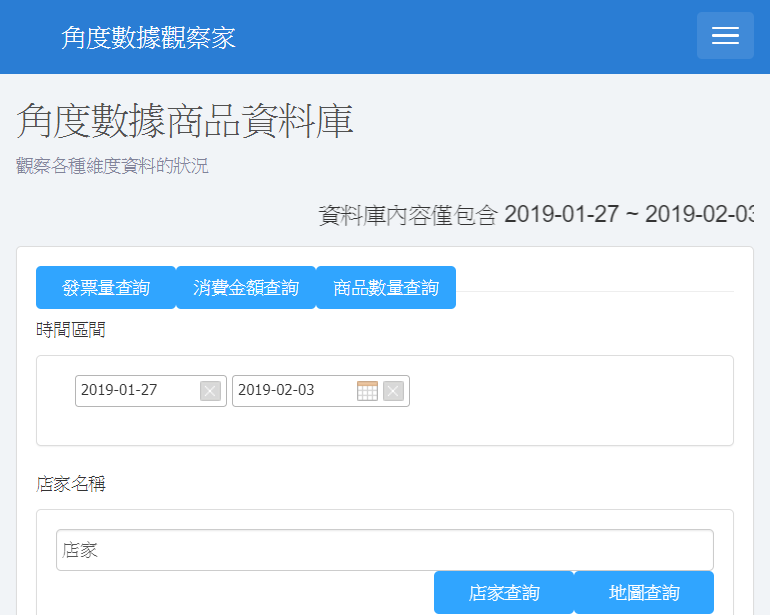 角度數據觀察家
角度數據商品資料庫
觀察各種維度資料的狀況
資料庫內容僅包含 2019-01-27 ~ 2019-02-03
發票量查詢 消費金額查詢 商品數量查詢
時間區間
2019-01-27 2019-02-03
店家名稱
店家
店家查詢 地圖查詢